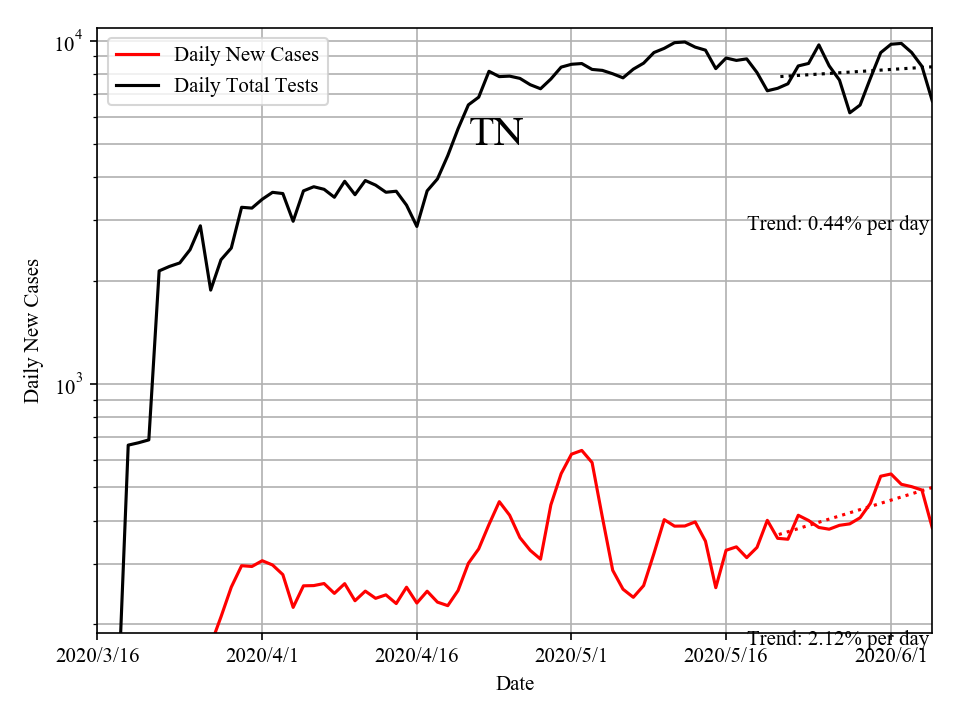 10^4
Daily New Cases
Daily Total Tests
TN
Trend: 0.44% per day
Daily New Cases
10^3
Trend: 2.12% per day
2020/3/16
2020/4/1
2020/4/16
2020/5/1
2020/5/16
2020/6/1
Date